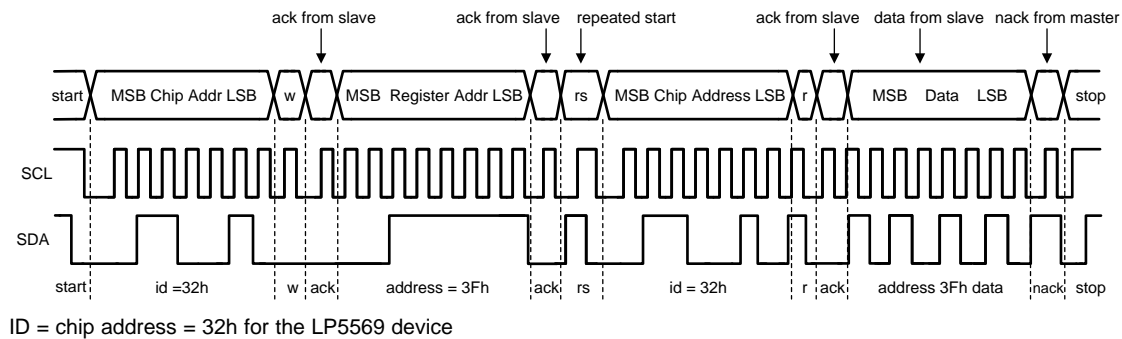 ack from slave ack from slave repeated start ack from slave data from slave nack from master
start MSB Chip Addr LSB w MSB Register Addr LSB rs MSB Chip Address LSB r MSB Data LSB stop
SCL
SDA
start id =32h w ack address = 3Fh ack rs id = 32h r ack address 3Fh data nack stop
ID = chip address = 32h for the LP5569 device